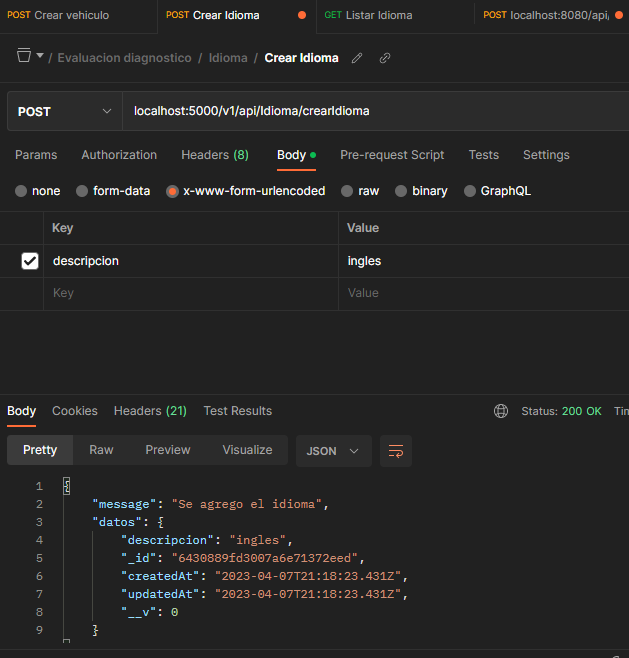 POST Crear vehiculo POST Crear Idioma GET Listar Idioma POST localhost:8080/api/
/ Evaluacion diagnostico / Idioma / Crear Idioma
POST localhost:5000/v1/api/Idioma/crearIdioma
Params Authorization Headers (8) Body Pre-request Script Tests Settings
none form-data x-www-form-urlencoded raw binary GraphQL
Key Value
descripcion ingles
Key Value
Body Cookies Headers (21) Test Results Status: 200 OK
Pretty Raw Preview Visualize JSON
1 {
2 "message": "Se agrego el idioma",
3 "datos": {
4 "descripcion": "ingles",
5 "_id": "6430889fd3007a6e71372eed",
6 "createdAt": "2023-04-07T21:18:23.431Z",
7 "updatedAt": "2023-04-07T21:18:23.431Z",
8 "__v": 0
9 }